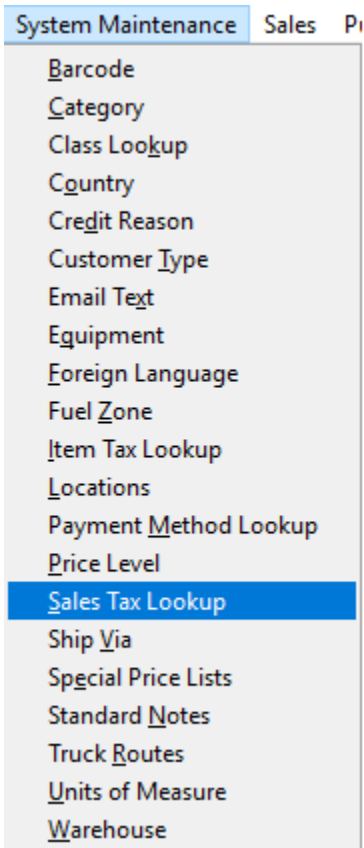 System Maintenance Sales
Barcode
Category
Class Lookup
Country
Credit Reason
Customer Type
Email Text
Equipment
Foreign Language
Fuel Zone
Item Tax Lookup
Locations
Payment Method Lookup
Price Level
Sales Tax Lookup
Ship Via
Special Price Lists
Standard Notes
Truck Routes
Units of Measure
Warehouse